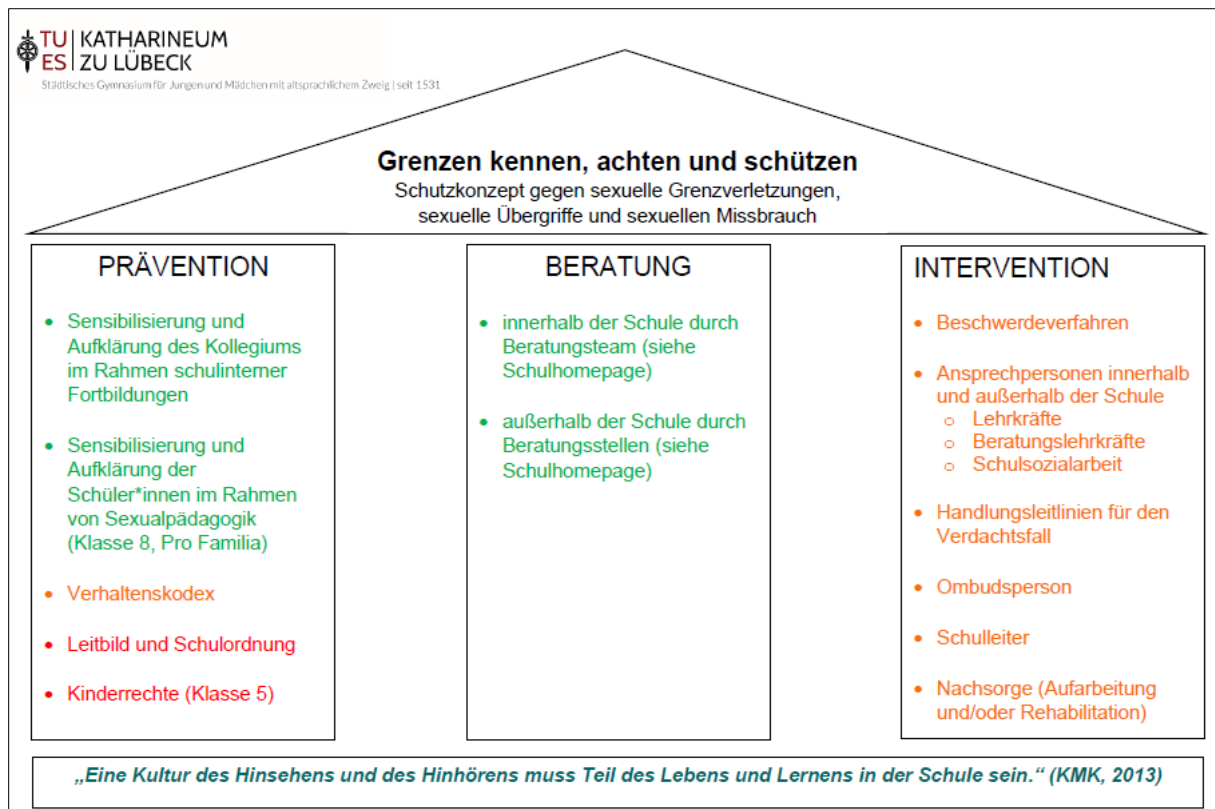 TU KATHARINEUM
ES ZU LÜBECK
Städtisches Gymnasium für Jungen und Mädchen mit altsprachlichem Zweig | seit 1531
Grenzen kennen, achten und schützen
Schutzkonzept gegen sexuelle Grenzverletzungen,
sexuelle Übergriffe und sexuellen Missbrauch
PRÄVENTION
• Sensibilisierung und
Aufklärung des Kollegiums
im Rahmen schulinterner
Fortbildungen
• Sensibilisierung und
Aufklärung der
Schüler*innen im Rahmen
von Sexualpädagogik
(Klasse 8, Pro Familia)
• Verhaltenskodex
• Leitbild und Schulordnung
• Kinderrechte (Klasse 5)
BERATUNG
• innerhalb der Schule durch
Beratungsteam (siehe
Schulhomepage)
• außerhalb der Schule durch
Beratungsstellen (siehe
Schulhomepage)
INTERVENTION
• Beschwerdeverfahren
• Ansprechpersonen innerhalb
und außerhalb der Schule
o Lehrkräfte
o Beratungslehrkräfte
o Schulsozialarbeit
• Handlungsleitlinien für den
Verdachtsfall
• Ombudsperson
• Schulleiter
• Nachsorge (Aufarbeitung
und/oder Rehabilitation)
„Eine Kultur des Hinsehens und des Hinhörens muss Teil des Lebens und Lernens in der Schule sein.“ (KMK, 2013)